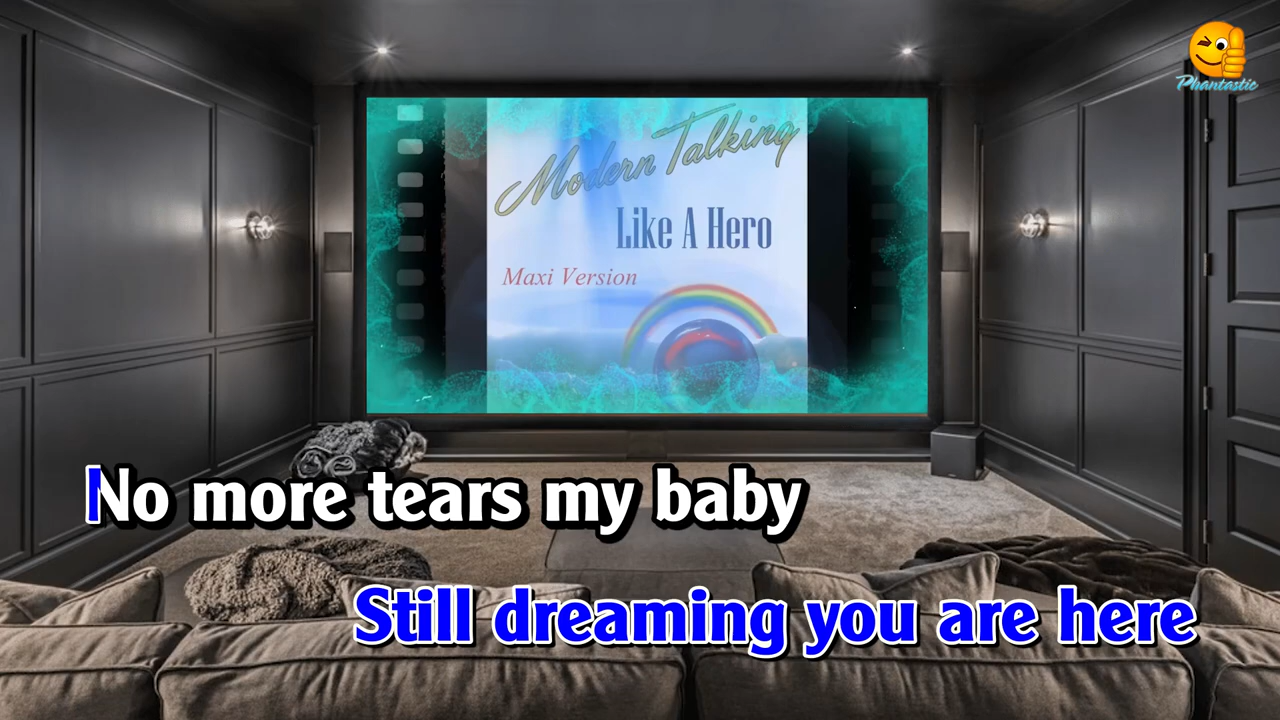 Phantastic
Modern Talking
Like A Hero
Maxi Version
No more tears my baby
Still dreaming you are here